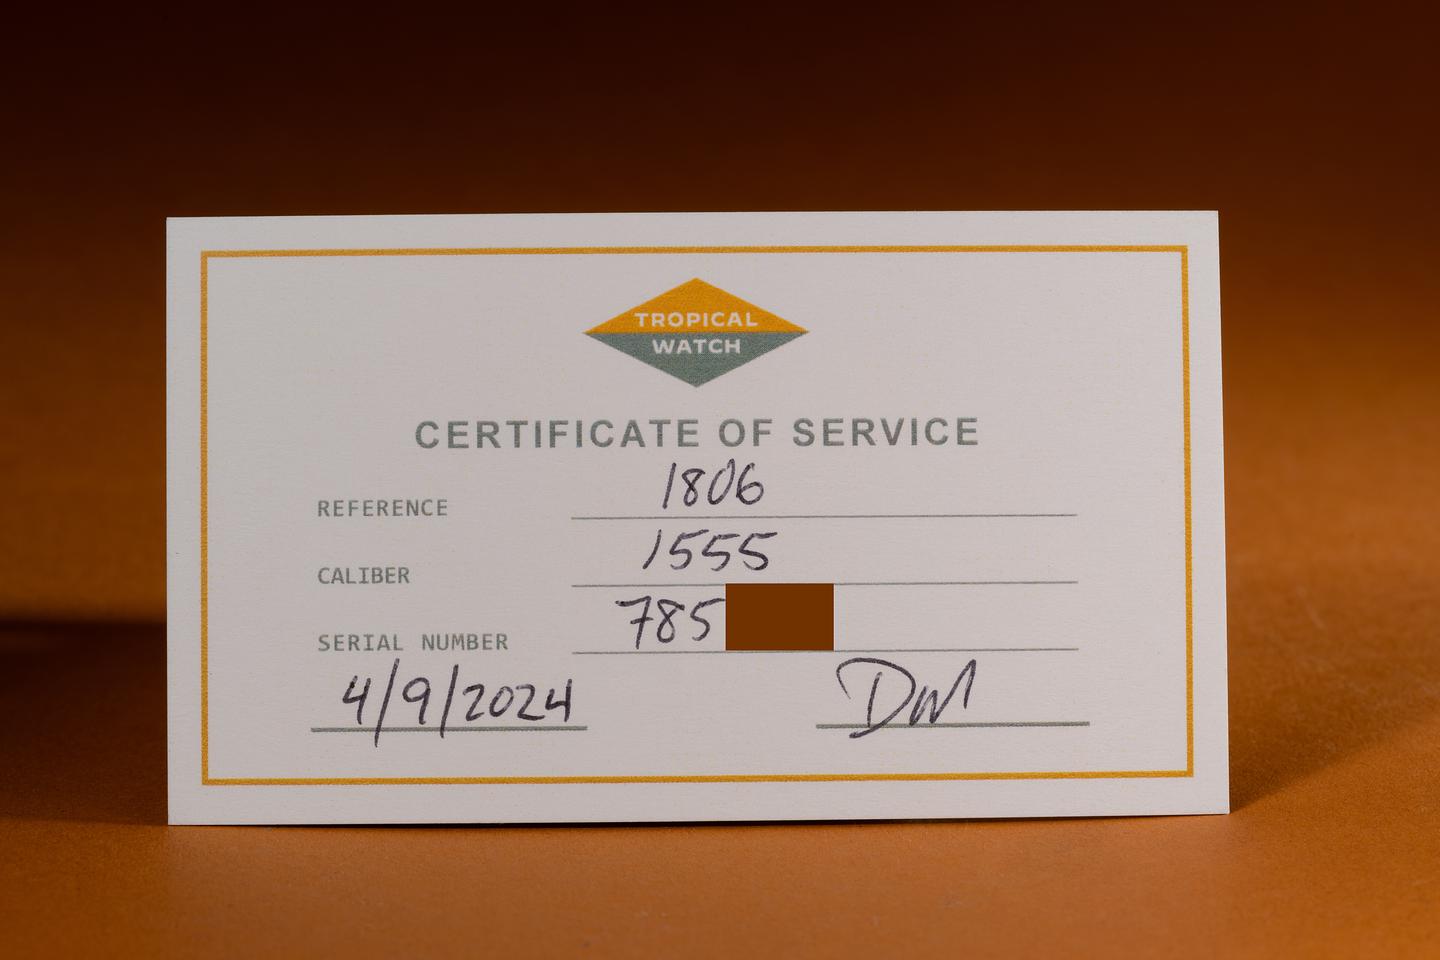 TROPICAL
WATCH
CERTIFICATE OF SERVICE
REFERENCE 1806
CALIBER 1555
SERIAL NUMBER 785
4/9/2024